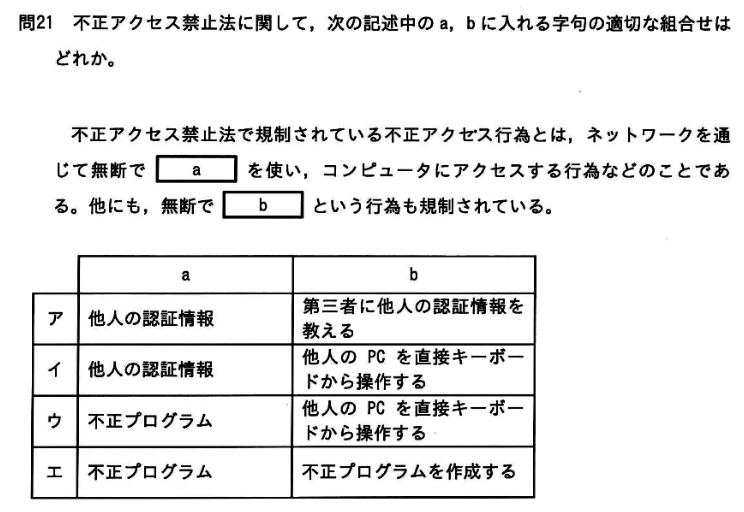 問21 不正アクセス禁止法に関して，次の記述中の a，b に入れる字句の適切な組合せは
どれか。
不正アクセス禁止法で規制されている不正アクセス行為とは，ネットワークを通
じて無断で a を使い，コンピュータにアクセスする行為などのことであ
る。他にも，無断で b という行為も規制されている。
a b
ア 他人の認証情報 第三者に他人の認証情報を
教える
イ 他人の認証情報 他人の PC を直接キーボー
ドから操作する
ウ 不正プログラム 他人の PC を直接キーボー
ドから操作する
エ 不正プログラム 不正プログラムを作成する